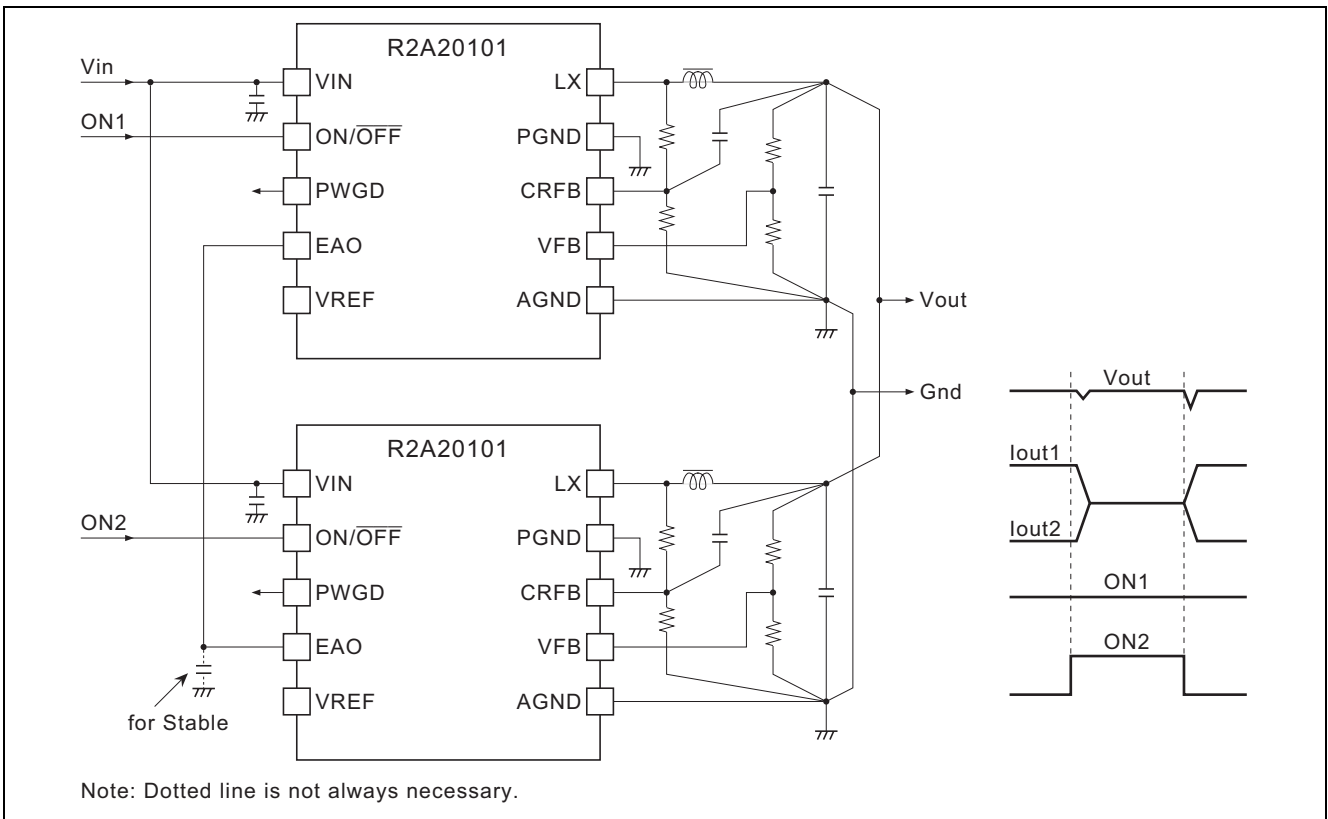 R2A20101
Vin
VIN
LX
ON1
ON/OFF
PGND
PWGD
CRFB
EAO
VFB
VREF
AGND
Vout
Gnd
R2A20101
VIN
LX
ON2
ON/OFF
PGND
PWGD
CRFB
EAO
VFB
VREF
AGND
for Stable
Vout
Iout1
Iout2
ON1
ON2
Note: Dotted line is not always necessary.